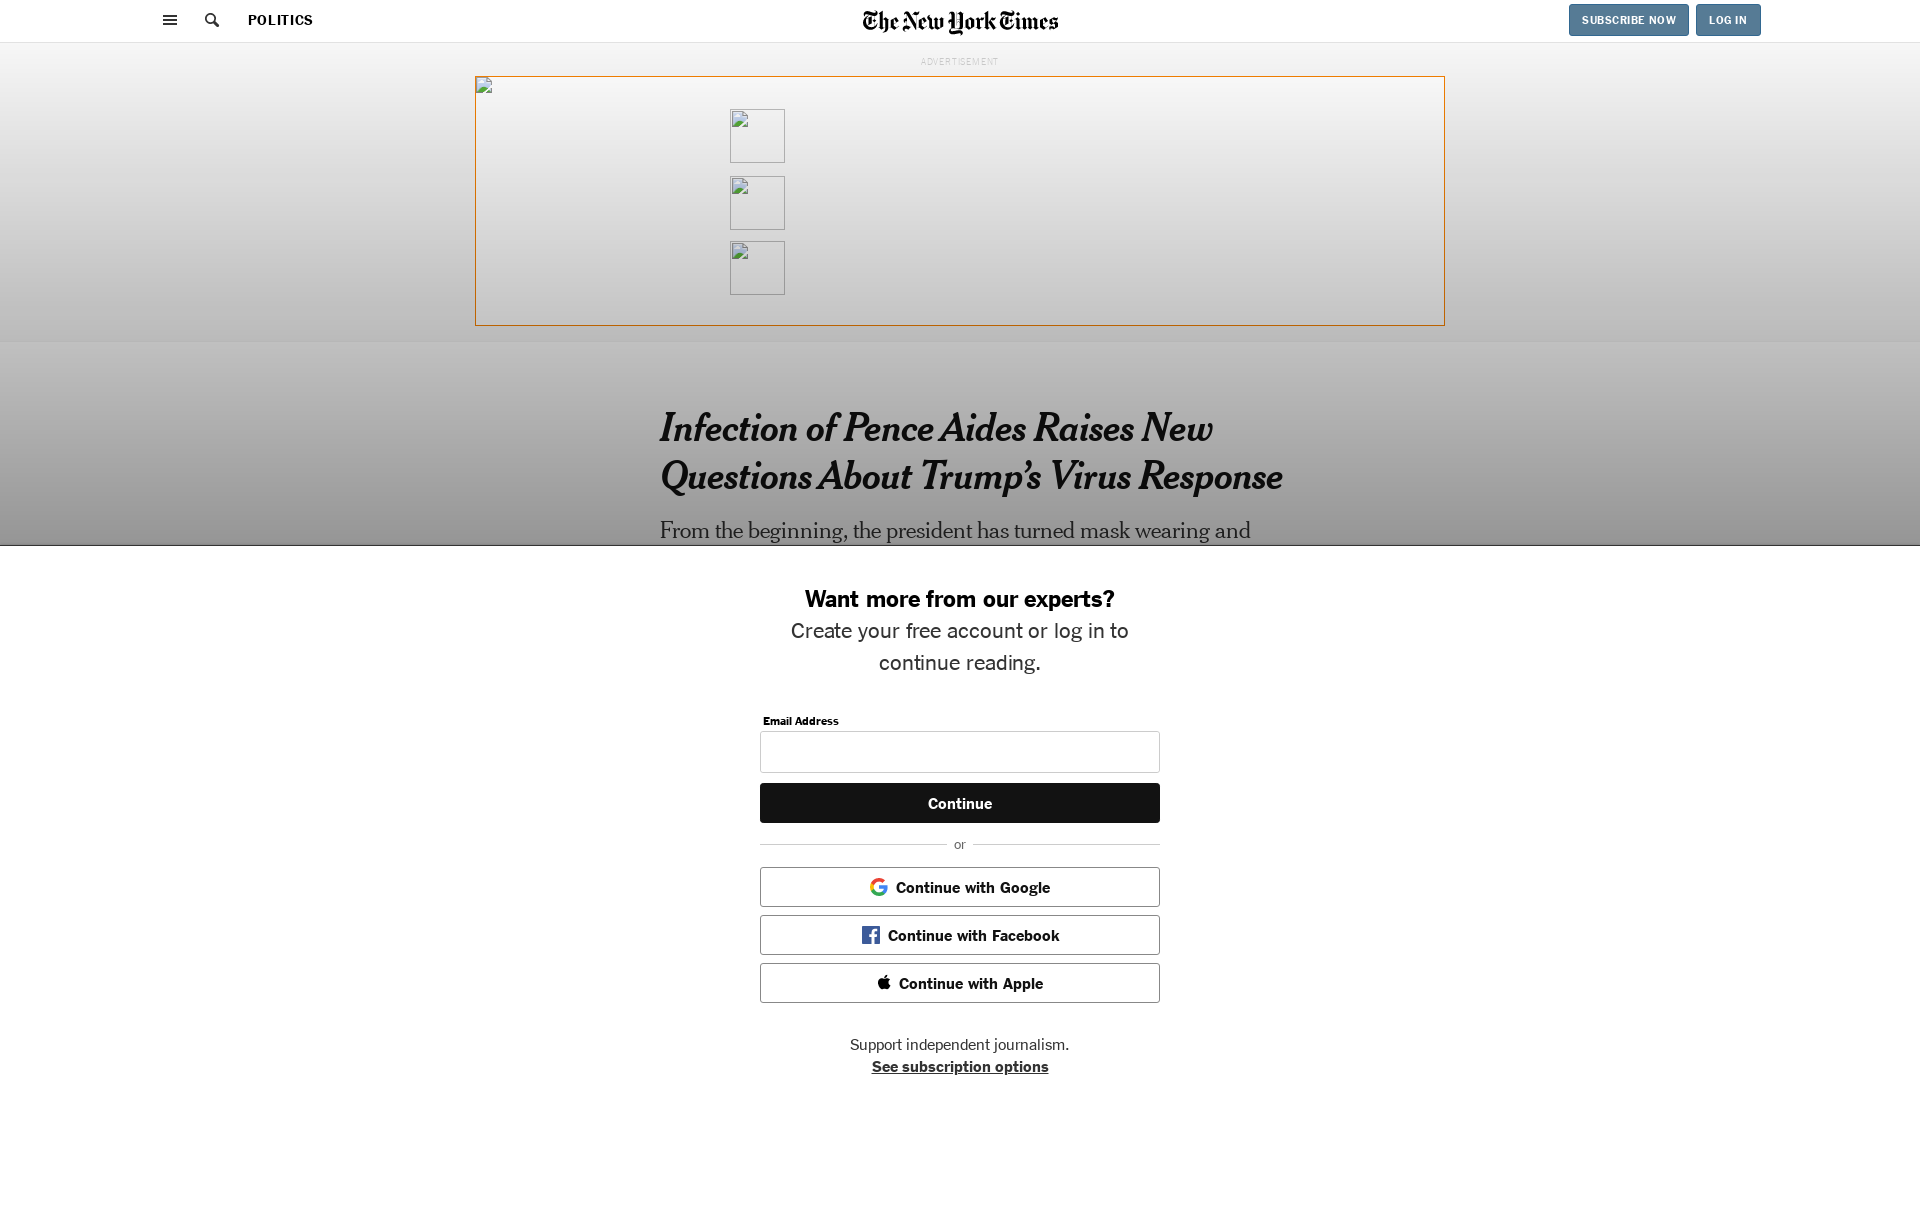 POLITICS
The New York Times
SUBSCRIBE NOW
LOG IN
ADVERTISEMENT
Infection of Pence Aides Raises New
Questions About Trump’s Virus Response
From the beginning, the president has turned mask wearing and
Want more from our experts?
Create your free account or log in to
continue reading.
Email Address
Continue
or
Continue with Google
Continue with Facebook
Continue with Apple
Support independent journalism.
See subscription options